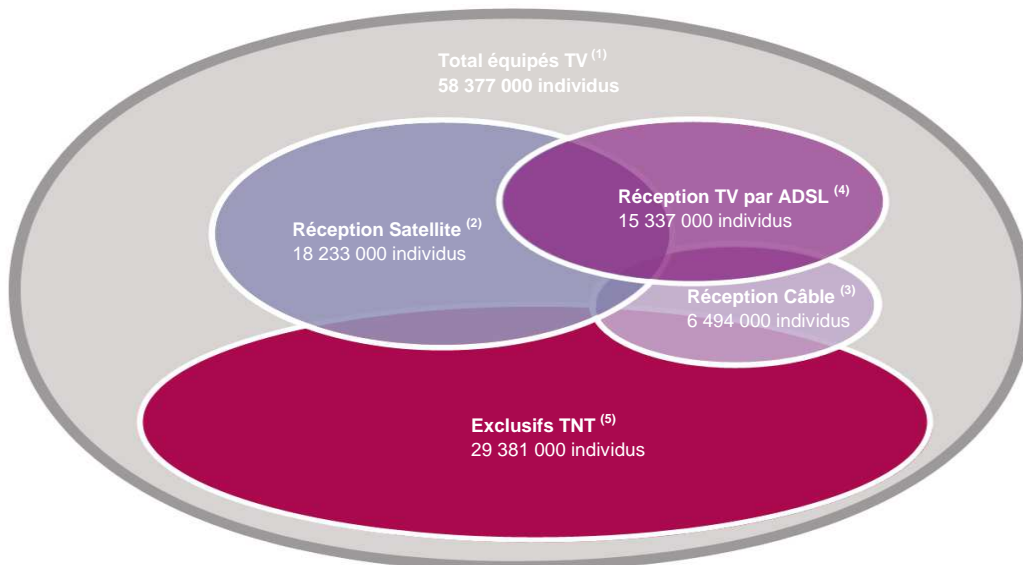 Total équipés TV (1)
58 377 000 individus
Réception TV par ADSL (4)
15 337 000 individus
Réception Satellite (2)
18 233 000 individus
Réception Câble (3)
6 494 000 individus
Exclusifs TNT (5)
29 381 000 individus